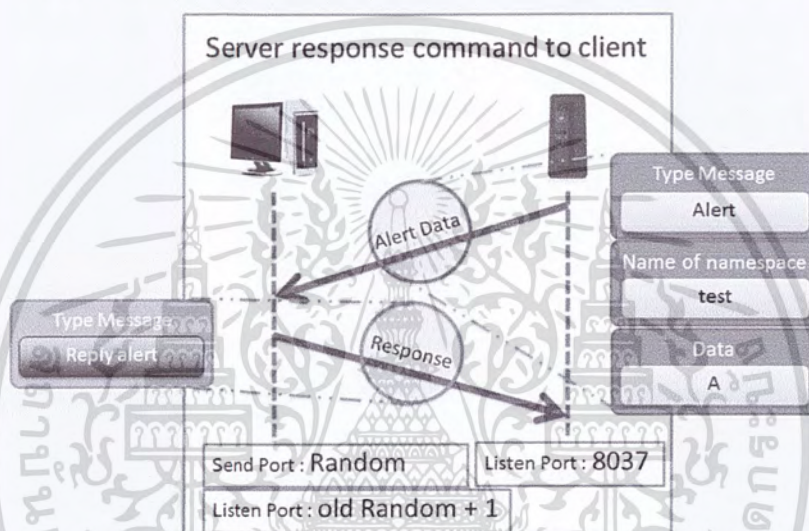 Server response command to client
Type Message
Alert
Name of namespace
test
Data
A
Alert Data
Type Message
Reply alert
Response
Send Port : Random
Listen Port : 8037
Listen Port : old Random + 1